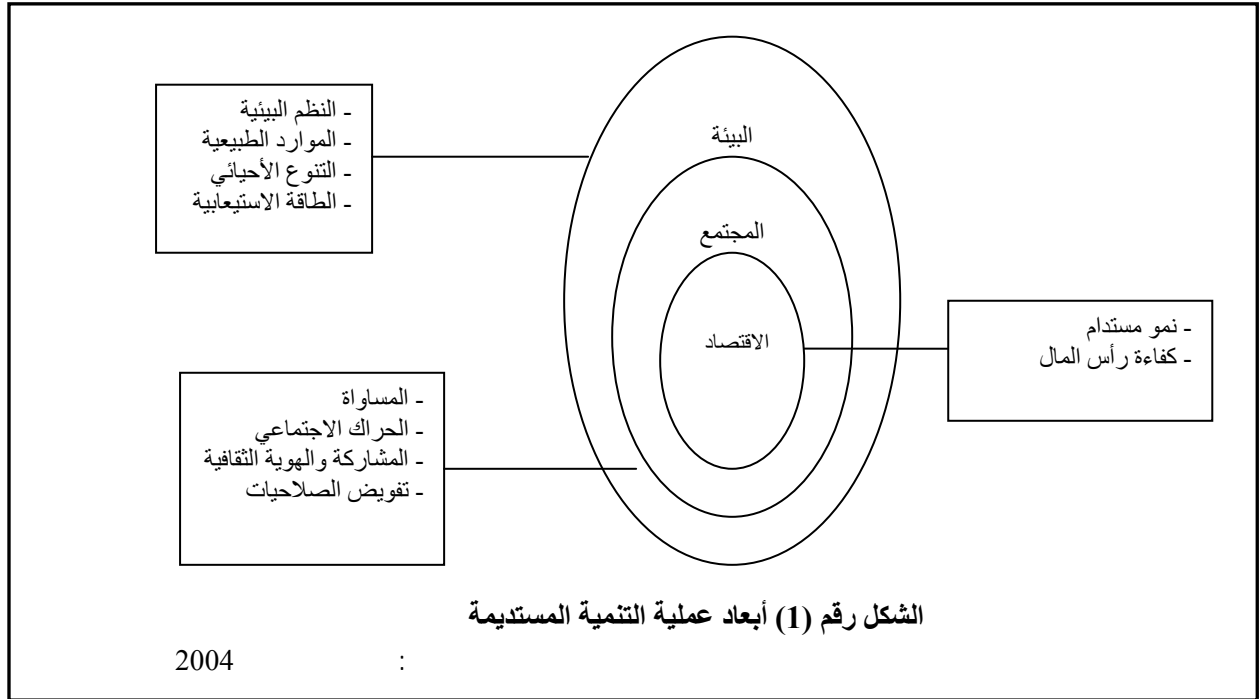 - النظم البيئية
- الموارد الطبيعية
- التنوع الأحيائي
- الطاقة الاستيعابية
البيئة
المجتمع
الاقتصاد
- نمو مستدام
- كفاءة رأس المال
- المساواة
- الحراك الاجتماعي
- المشاركة والهوية الثقافية
- تفويض الصلاحيات
الشكل رقم (1) أبعاد عملية التنمية المستديمة
: 2004